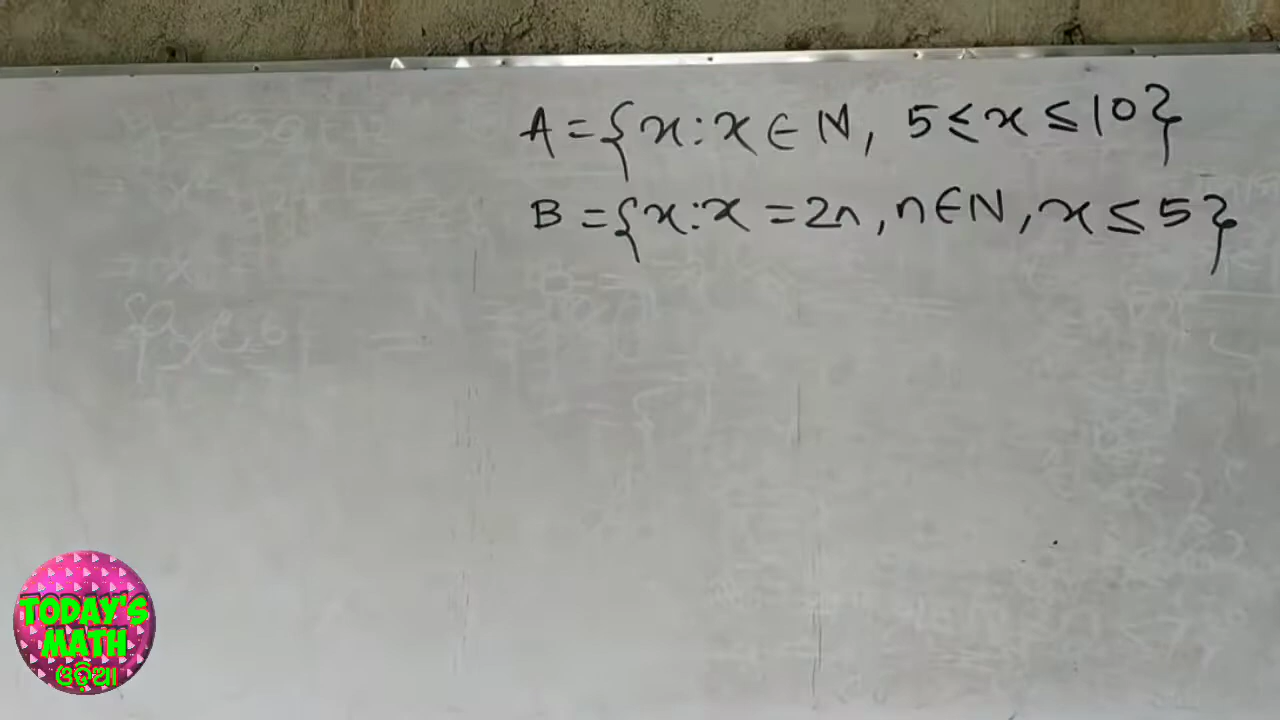 A = {x : x ∈ N, 5 ≤ x ≤ 10}
B = {x : x = 2n, n ∈ N, x ≤ 5}
TODAY'S
MATH
ଓଡ଼ିଆ